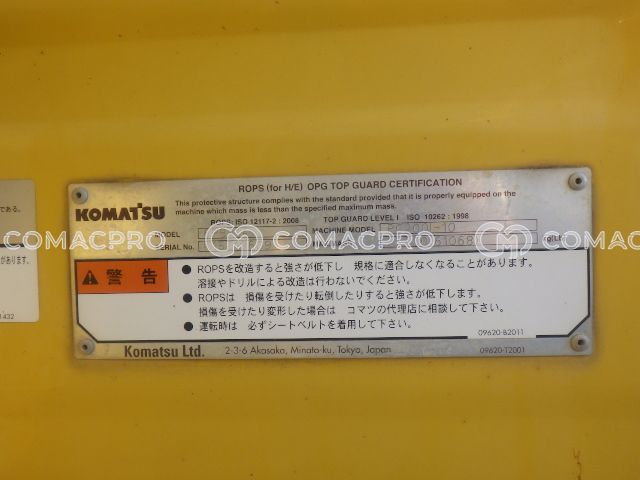 ROPS (for H/E) OPG TOP GUARD CERTIFICATION
KOMATSU
This protective structure complies with the standard provided that it is properly equipped on the
machine which mass is less than the specified maximum mass.
ROPS: ISO 12117-2 : 2008 TOP GUARD LEVEL I ISO 10262 : 1998
MODEL MACHINE MODEL
SERIAL No.
COMACPRO COMACPRO COMACPRO
警告
● ROPSを改造すると強さが低下し 規格に適合しなくなることがあります。
溶接やドリルによる改造は行わないでください。
● ROPSは 損傷を受けたり転倒したりすると強さが低下します。
損傷を受けたり変形した場合は コマツの代理店に相談して下さい。
● 運転時は 必ずシートベルトを着用して下さい。
09620-B2011
Komatsu Ltd. 2-3-6 Akasaka, Minato-ku, Tokyo, Japan 09620-T2001
である。
があります。
1432